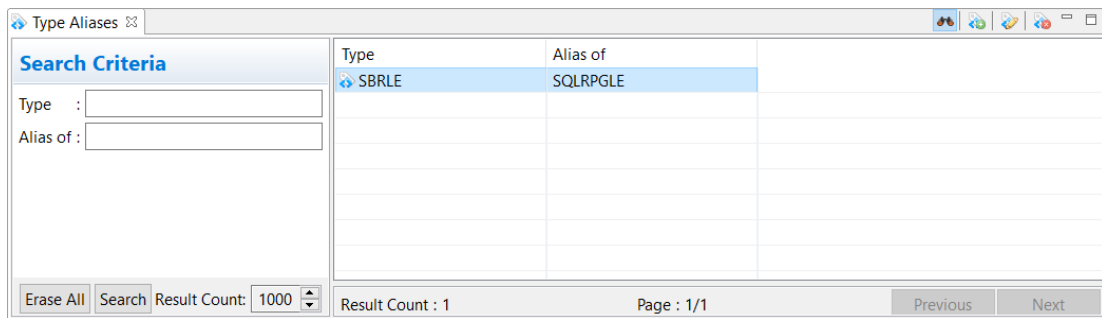 Type Aliases
Search Criteria
Type :
Alias of :
Erase All Search Result Count: 1000
Type Alias of
SBRLE SQLRPGLE
Result Count : 1 Page : 1/1 Previous Next